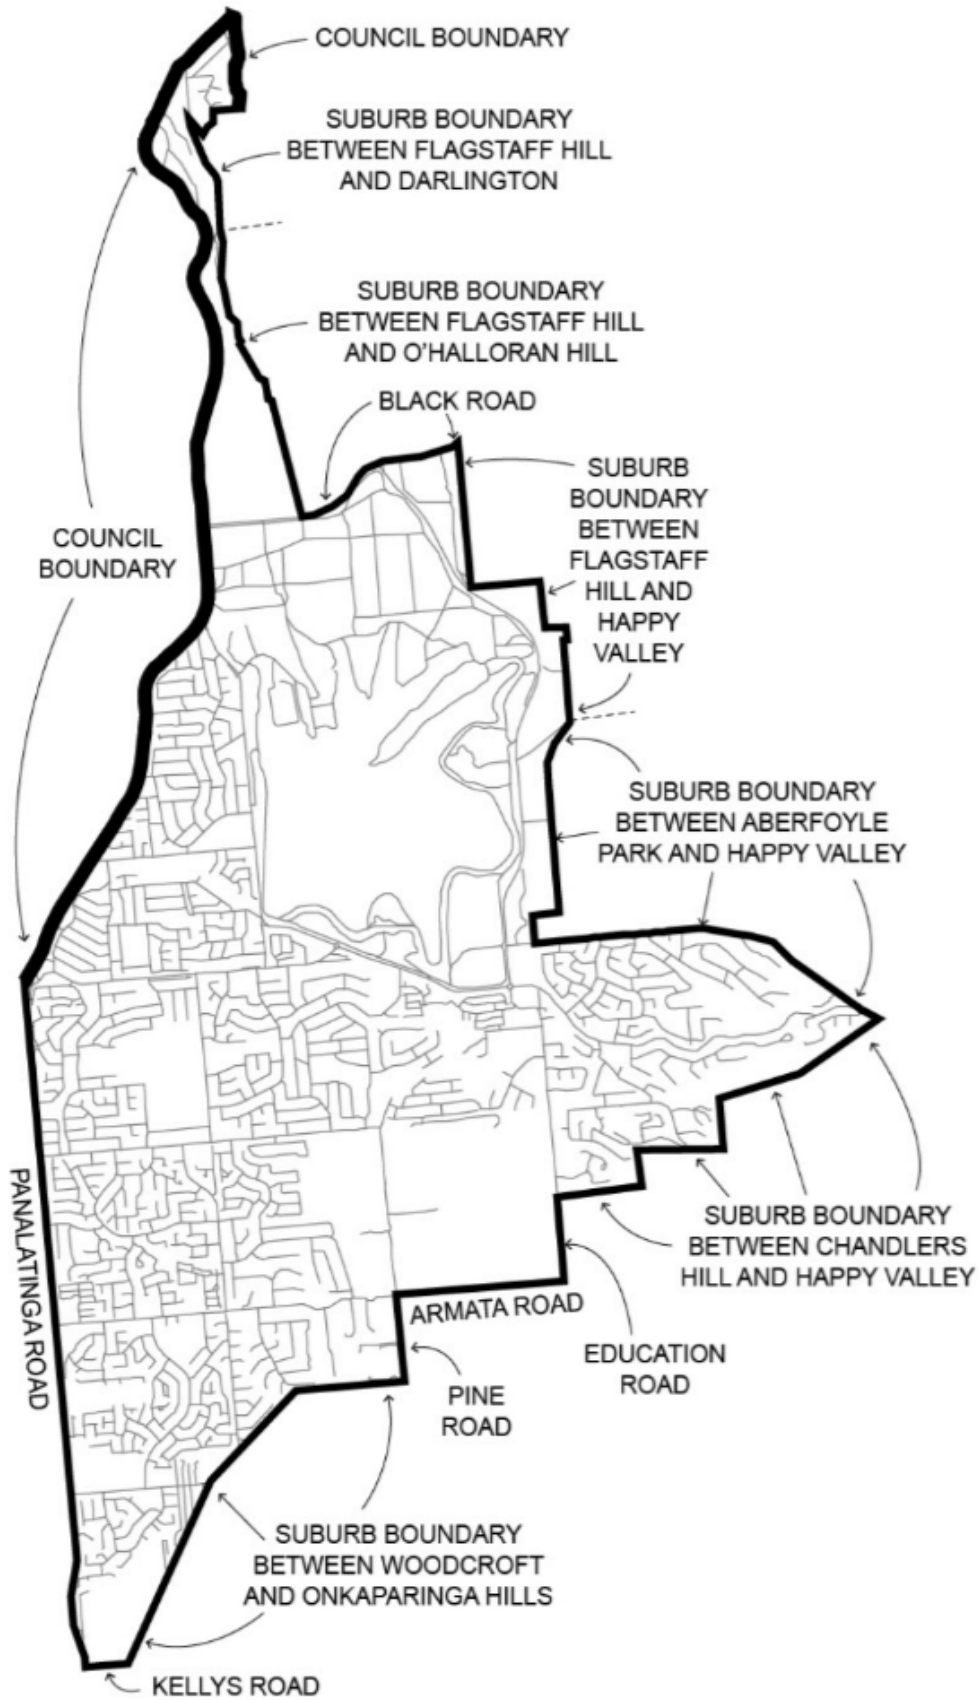 COUNCIL BOUNDARY
SUBURB BOUNDARY
BETWEEN FLAGSTAFF HILL
AND DARLINGTON
SUBURB BOUNDARY
BETWEEN FLAGSTAFF HILL
AND O'HALLORAN HILL
BLACK ROAD
SUBURB
BOUNDARY
BETWEEN
FLAGSTAFF
HILL AND
HAPPY
VALLEY
COUNCIL
BOUNDARY
SUBURB BOUNDARY
BETWEEN ABERFOYLE
PARK AND HAPPY VALLEY
PANALATINGA ROAD
SUBURB BOUNDARY
BETWEEN CHANDLERS
HILL AND HAPPY VALLEY
ARMATA ROAD
EDUCATION
ROAD
PINE
ROAD
SUBURB BOUNDARY
BETWEEN WOODCROFT
AND ONKAPARINGA HILLS
KELLYS ROAD